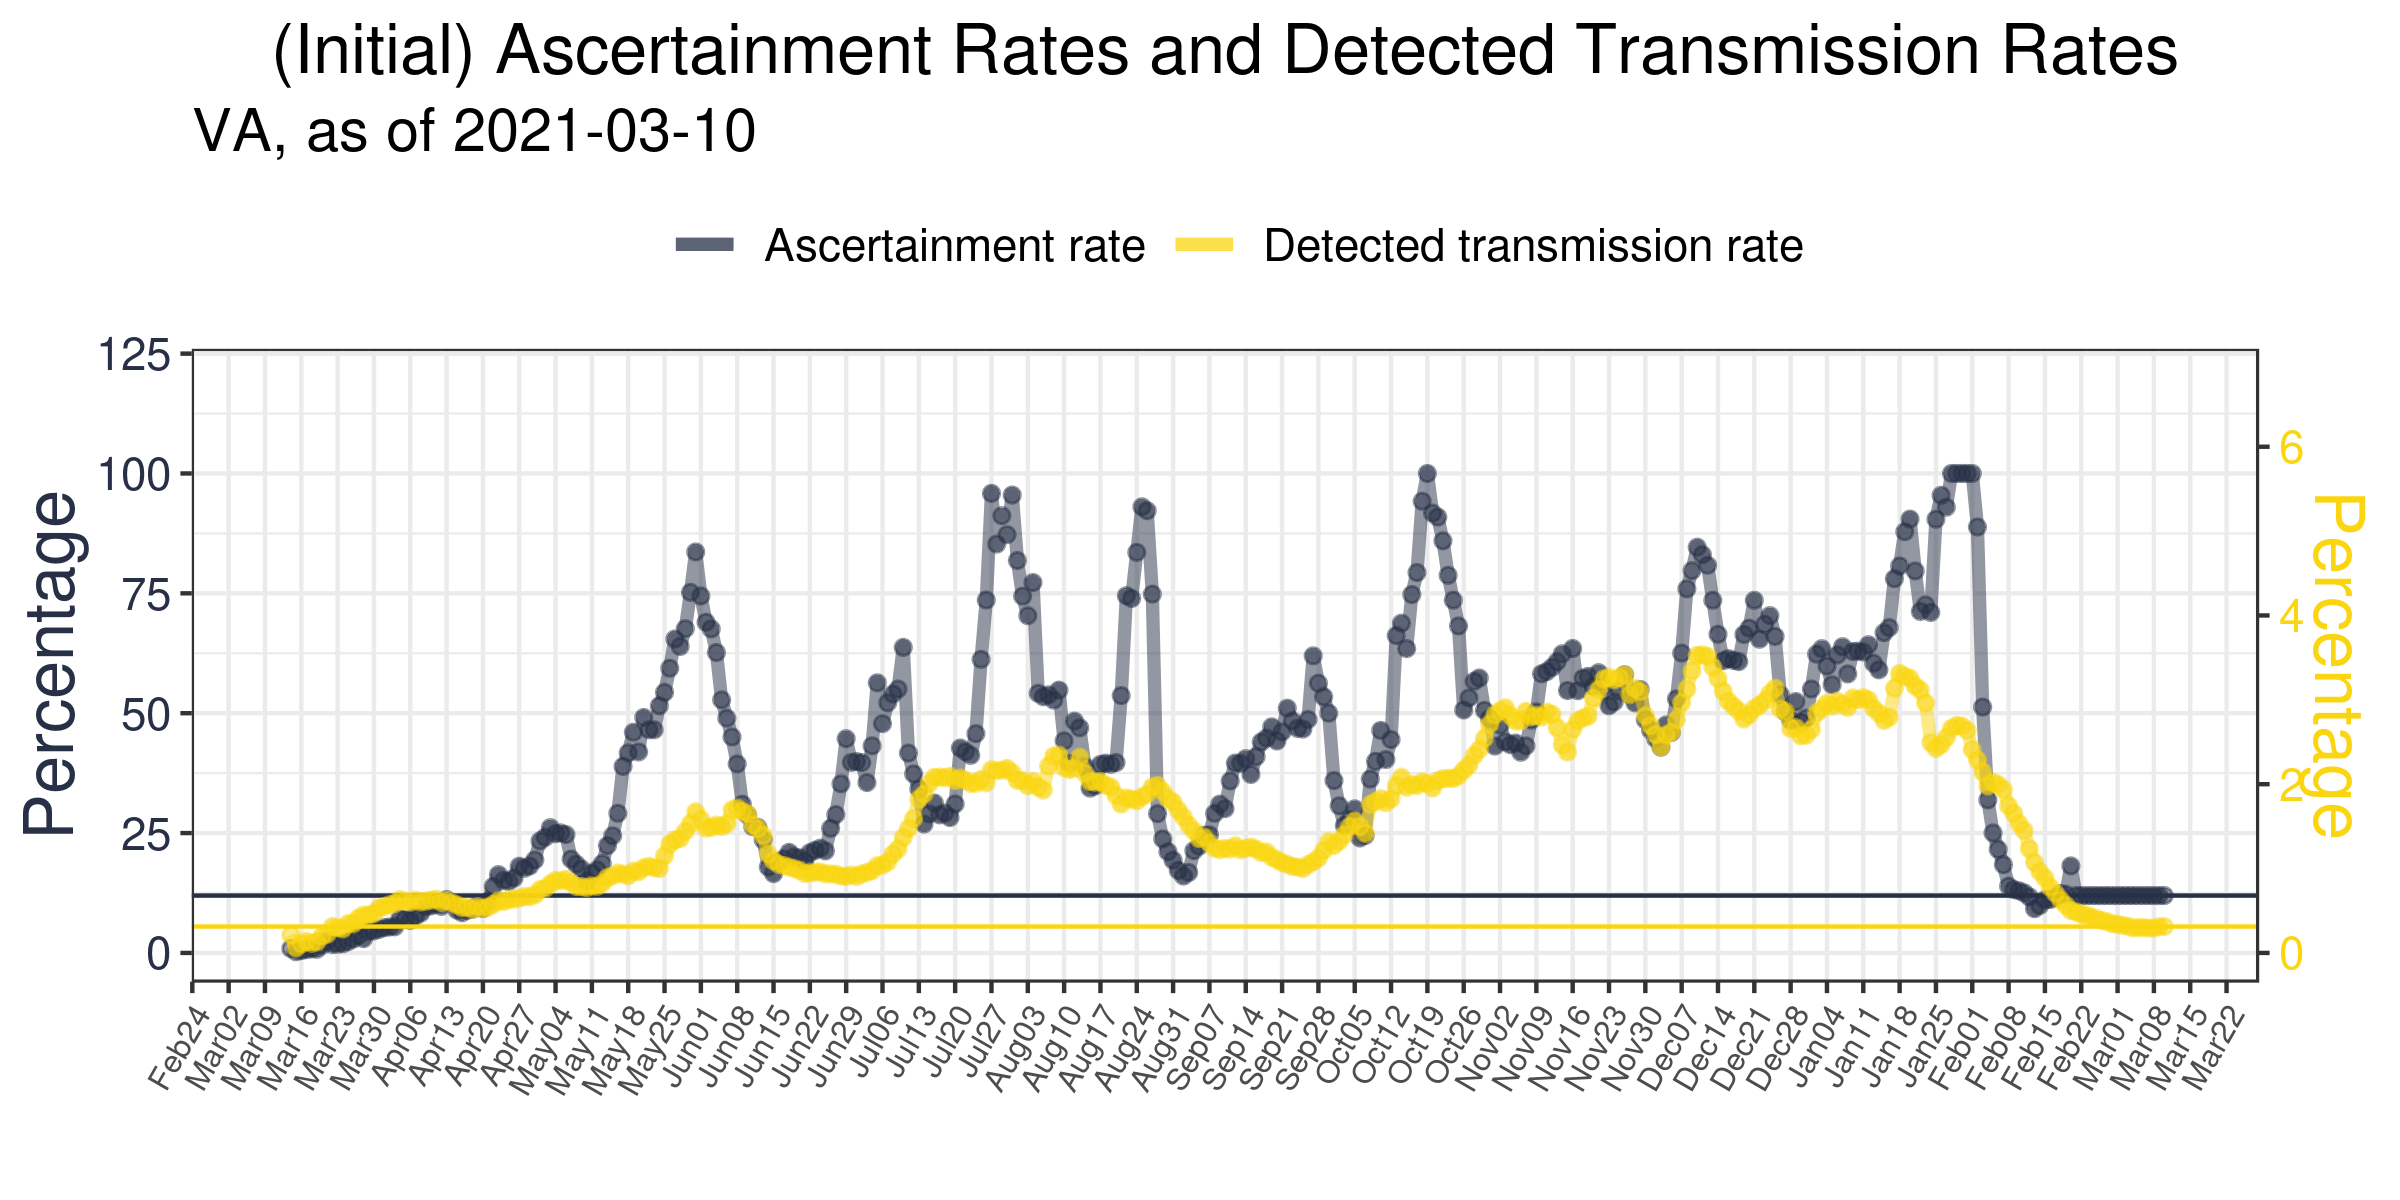 (Initial) Ascertainment Rates and Detected Transmission Rates
VA, as of 2021-03-10
Ascertainment rate
Detected transmission rate
Percentage
125
100
75
50
25
0
6
4
2
0
Percentage
Feb24
Mar02
Mar09
Mar16
Mar23
Mar30
Apr06
Apr13
Apr20
Apr27
May04
May11
May18
May25
Jun01
Jun08
Jun15
Jun22
Jun29
Jul06
Jul13
Jul20
Jul27
Aug03
Aug10
Aug17
Aug24
Aug31
Sep07
Sep14
Sep21
Sep28
Oct05
Oct12
Oct19
Oct26
Nov02
Nov09
Nov16
Nov23
Nov30
Dec07
Dec14
Dec21
Dec28
Jan04
Jan11
Jan18
Jan25
Feb01
Feb08
Feb15
Feb22
Mar01
Mar08
Mar15
Mar22